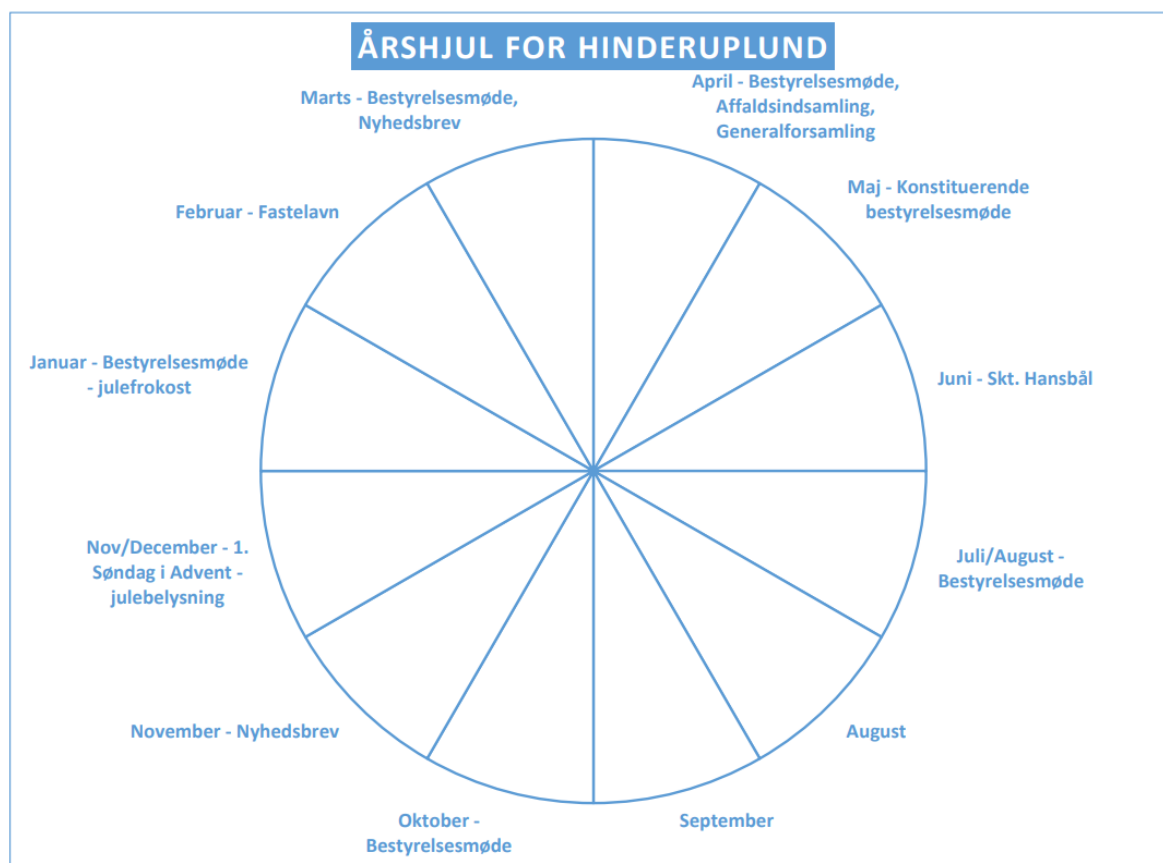 ÅRSHJUL FOR HINDERUPLUND
April - Bestyrelsesmøde,
Affaldsindsamling,
Generalforsamling
Maj - Konstituerende
bestyrelsesmøde
Juni - Skt. Hansbål
Juli/August -
Bestyrelsesmøde
August
September
Oktober -
Bestyrelsesmøde
November - Nyhedsbrev
Nov/December - 1.
Søndag i Advent -
julebelysning
Januar - Bestyrelsesmøde
- julefrokost
Februar - Fastelavn
Marts - Bestyrelsesmøde,
Nyhedsbrev